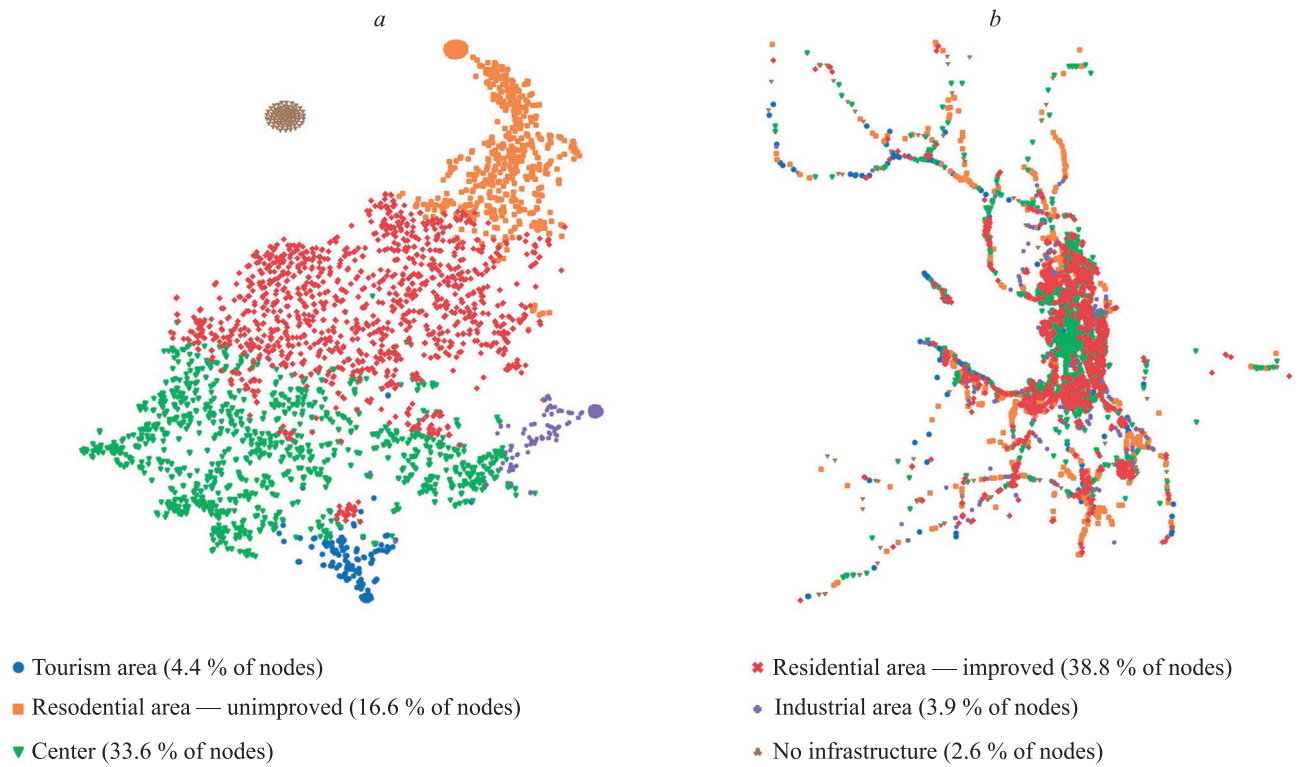 a
b
Tourism area (4.4 % of nodes)
Resodential area — unimproved (16.6 % of nodes)
Center (33.6 % of nodes)
Residential area — improved (38.8 % of nodes)
Industrial area (3.9 % of nodes)
No infrastructure (2.6 % of nodes)